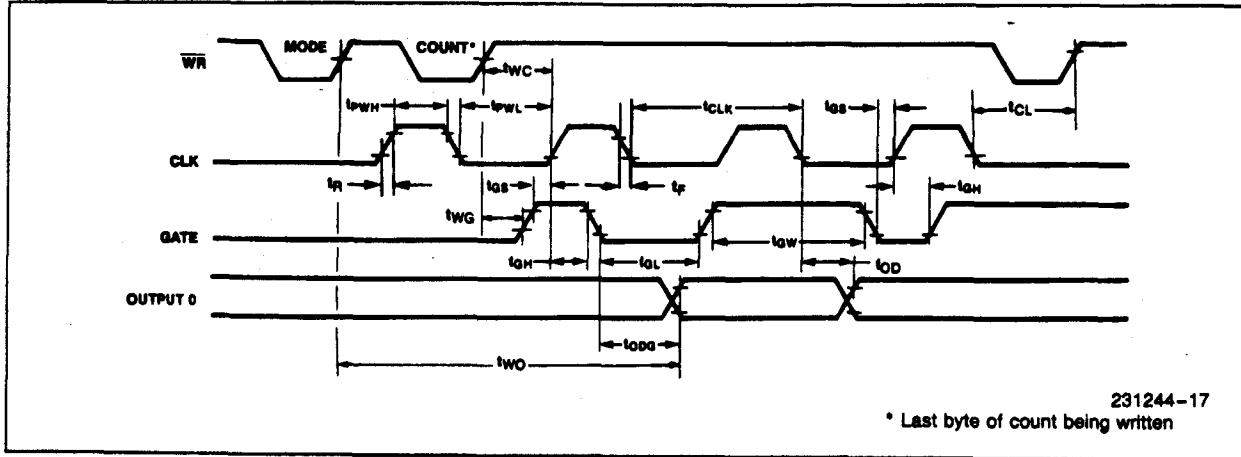 MODE COUNT*
WR
tWC
tPWH tPWL tCLK tGS tCL
CLK
tR tGS tF tGH
tWG
GATE
tGH tGL tGW tOD
OUTPUT 0
tODG
tWO
231244–17
* Last byte of count being written